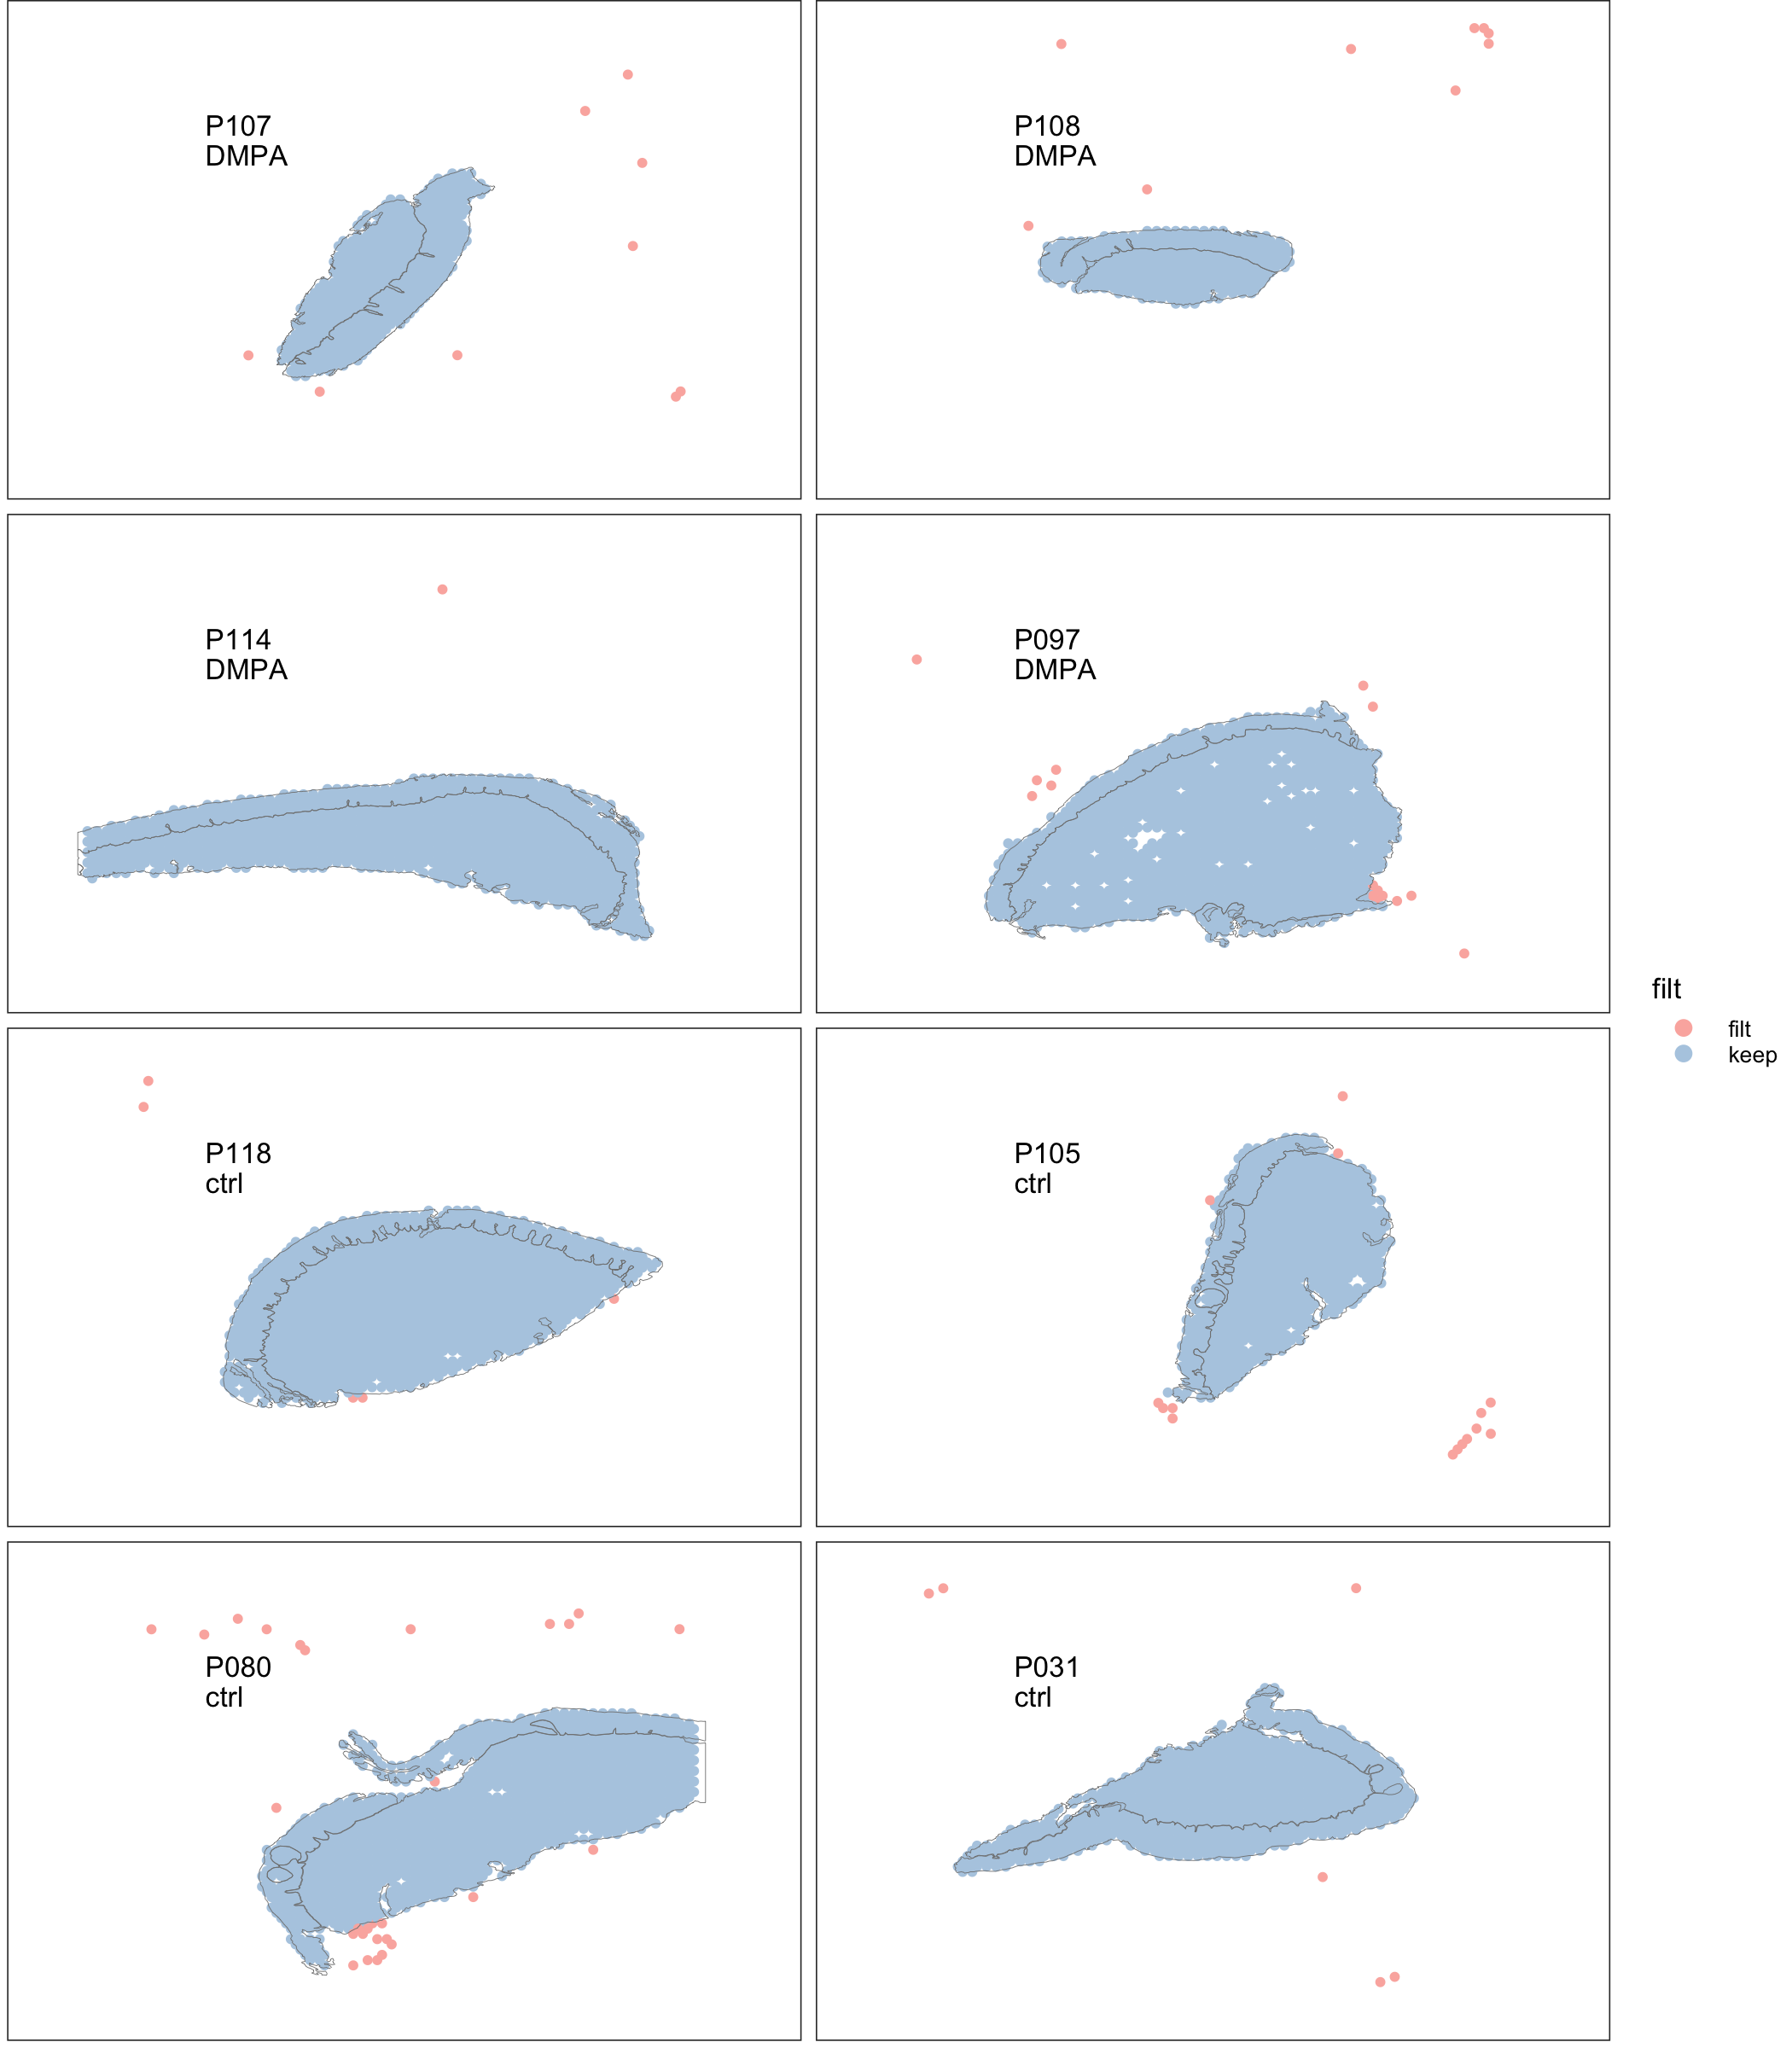 P107
DMPA
P108
DMPA
P114
DMPA
P097
DMPA
filt
filt
keep
P118
ctrl
P105
ctrl
P080
ctrl
P031
ctrl